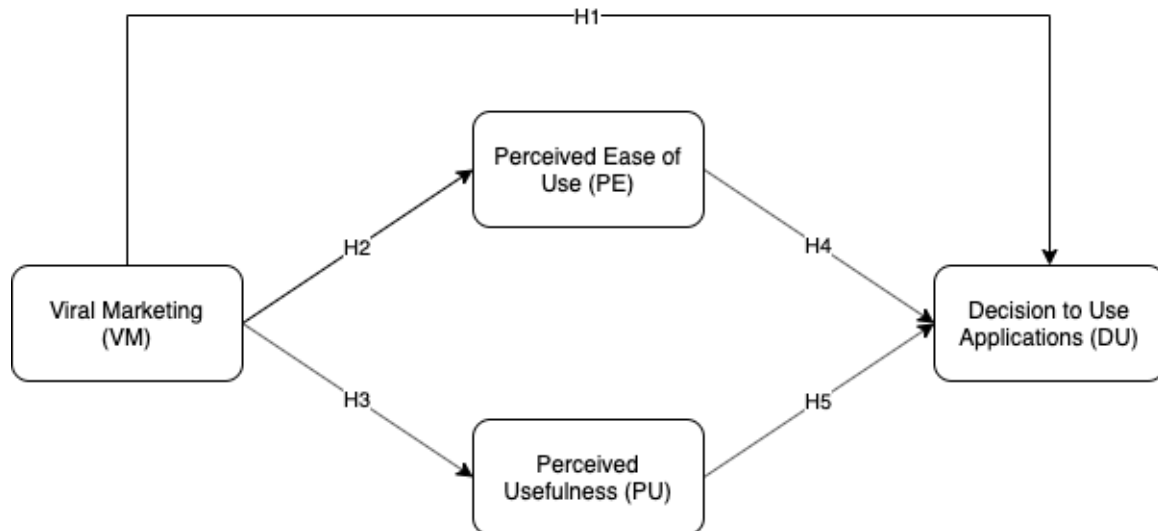 H1
Perceived Ease of
Use (PE)
H2
H4
Viral Marketing
(VM)
Decision to Use
Applications (DU)
H3
H5
Perceived
Usefulness (PU)